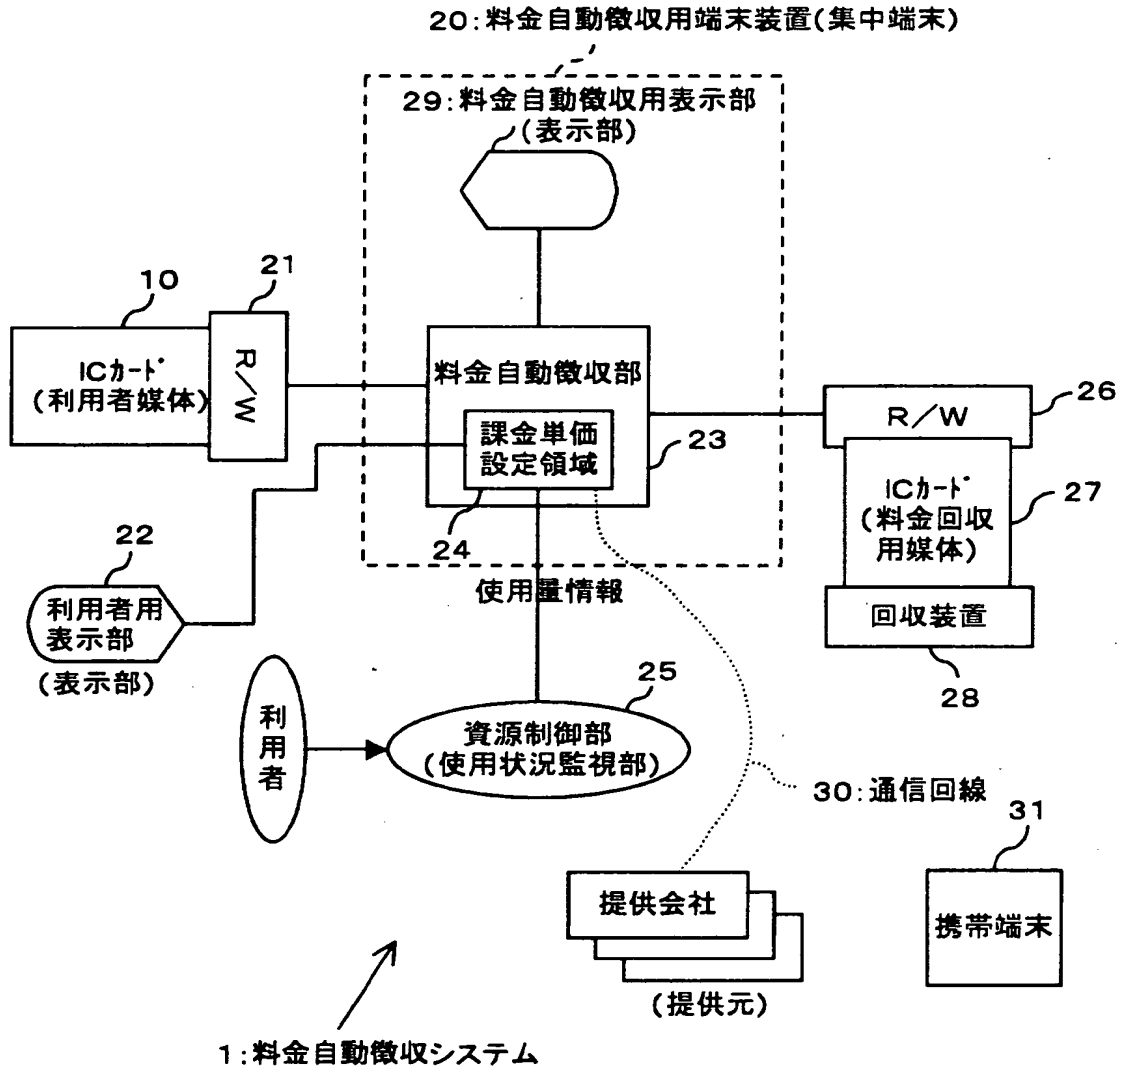 20:料金自動徴収用端末装置(集中端末)
29:料金自動徴収用表示部
(表示部)
10
21
ICｶｰﾄﾞ
(利用者媒体)
R/W
料金自動徴収部
課金単価
設定領域
23
24
R/W
26
ICｶｰﾄﾞ
(料金回収
用媒体)
27
回収装置
28
22
利用者用
表示部
(表示部)
使用量情報
利用者
25
資源制御部
(使用状況監視部)
30:通信回線
31
提供会社
(提供元)
携帯端末
1:料金自動徴収システム